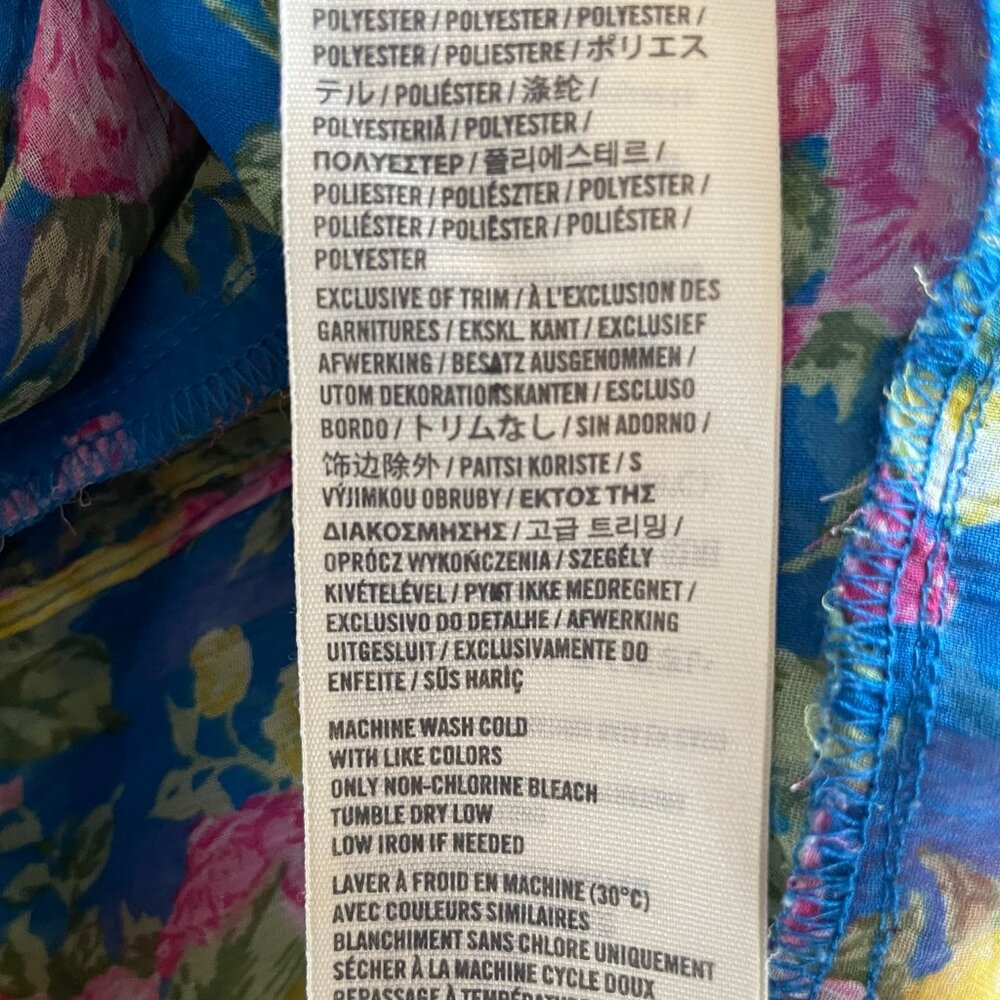 POLYESTER / POLYESTER / POLYESTER /
POLYESTER / POLIESTERE / ポリエス
テル / POLIÉSTER / 涤纶 /
POLYESTERIÄ / POLYESTER /
ΠΟΛΥΕΣΤΕΡ / 폴리에스테르 /
POLIESTER / POLIÉSZTER / POLYESTER /
POLIÉSTER / POLIËSTER / POLIÉSTER /
POLYESTER
EXCLUSIVE OF TRIM / À L'EXCLUSION DES
GARNITURES / EKSKL. KANT / EXCLUSIEF
AFWERKING / BESATZ AUSGENOMMEN /
UTOM DEKORATIONSKANTEN / ESCLUSO
BORDO / トリムなし / SIN ADORNO /
饰边除外 / PAITSI KORISTE / S
VÝJIMKOU OBRUBY / ΕΚΤΟΣ ΤΗΣ
ΔΙΑΚΟΣΜΗΣΗΣ / 고급 트리밍 /
OPRÓCZ WYKOŃCZENIA / SZEGÉLY
KIVÉTELÉVEL / PYNT IKKE MEDREGNET /
EXCLUSIVO DO DETALHE / AFWERKING
UITGESLUIT / EXCLUSIVAMENTE DO
ENFEITE / SÜS HARİÇ
MACHINE WASH COLD
WITH LIKE COLORS
ONLY NON-CHLORINE BLEACH
TUMBLE DRY LOW
LOW IRON IF NEEDED
LAVER À FROID EN MACHINE (30°C)
AVEC COULEURS SIMILAIRES
BLANCHIMENT SANS CHLORE UNIQUEMENT
SÉCHER À LA MACHINE CYCLE DOUX
REPASSAGE À TEMPÉRATURE